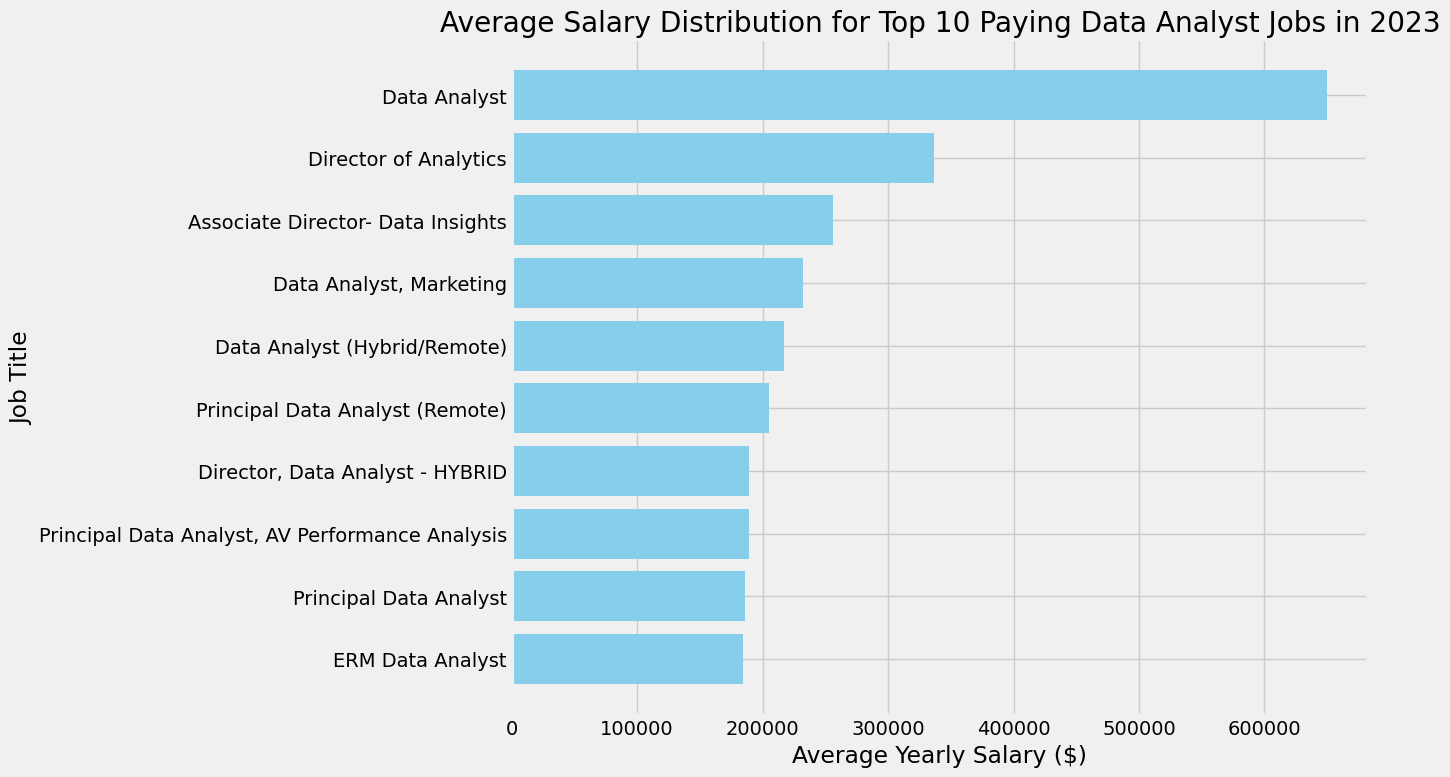 Average Salary Distribution for Top 10 Paying Data Analyst Jobs in 2023
Job Title
Data Analyst
Director of Analytics
Associate Director- Data Insights
Data Analyst, Marketing
Data Analyst (Hybrid/Remote)
Principal Data Analyst (Remote)
Director, Data Analyst - HYBRID
Principal Data Analyst, AV Performance Analysis
Principal Data Analyst
ERM Data Analyst
0 100000 200000 300000 400000 500000 600000
Average Yearly Salary ($)